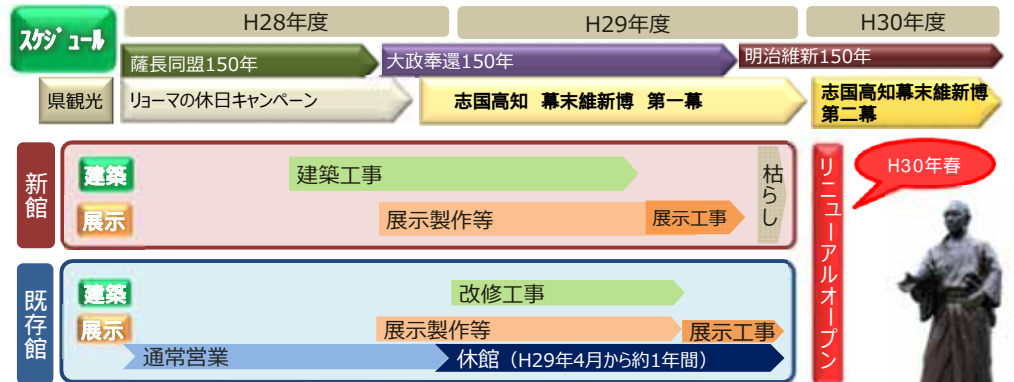 スケジュール
H28年度
H29年度
H30年度
薩長同盟150年
大政奉還150年
明治維新150年
県観光
リョーマの休日キャンペーン
志国高知 幕末維新博 第一幕
志国高知幕末維新博
第二幕
新館
建築
建築工事
展示
展示製作等
展示工事
枯らし
既存館
建築
改修工事
展示
展示製作等
展示工事
通常営業
休館（H29年4月から約1年間）
リニューアルオープン
H30年春